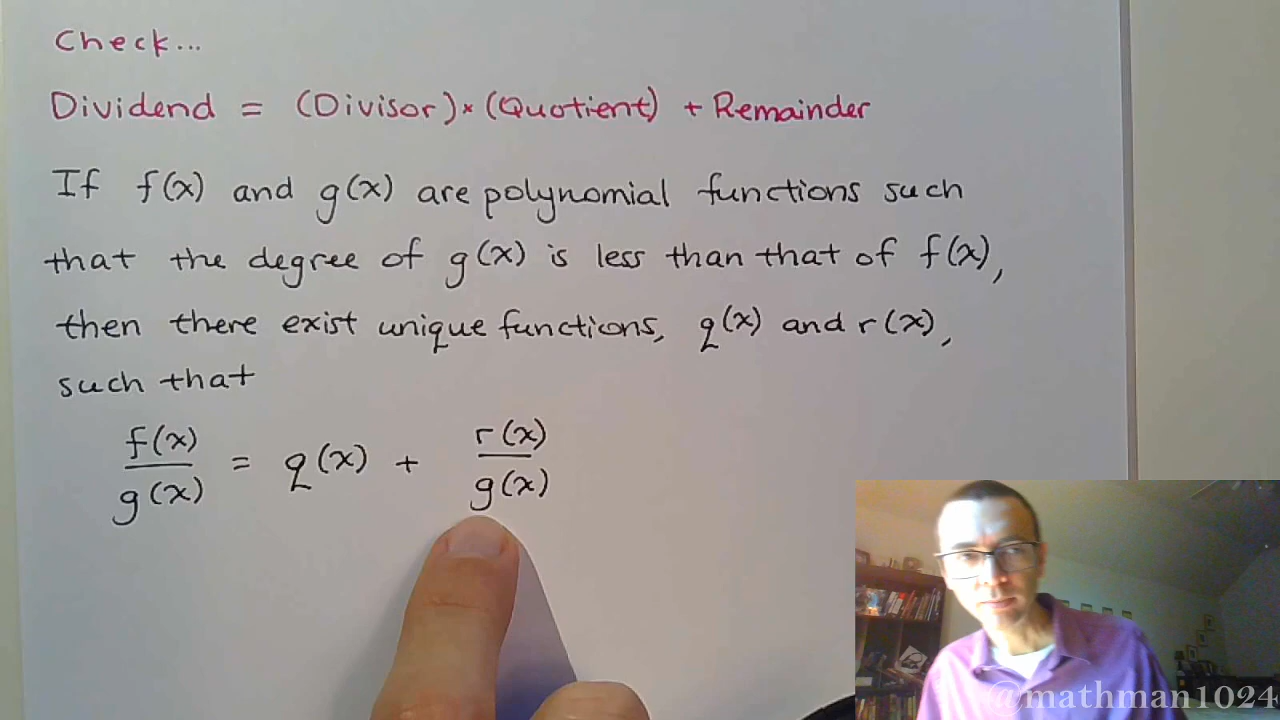 Check...
Dividend = (Divisor)×(Quotient) + Remainder
If f(x) and g(x) are polynomial functions such
that the degree of g(x) is less than that of f(x),
then there exist unique functions, q(x) and r(x),
such that
f(x)/g(x) = q(x) + r(x)/g(x)
@mathman1024